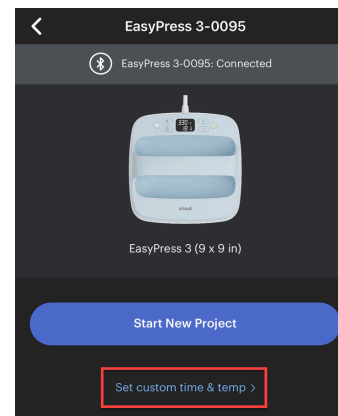 EasyPress 3-0095
EasyPress 3-0095: Connected
cricut
EasyPress 3 (9 x 9 in)
Start New Project
Set custom time & temp >